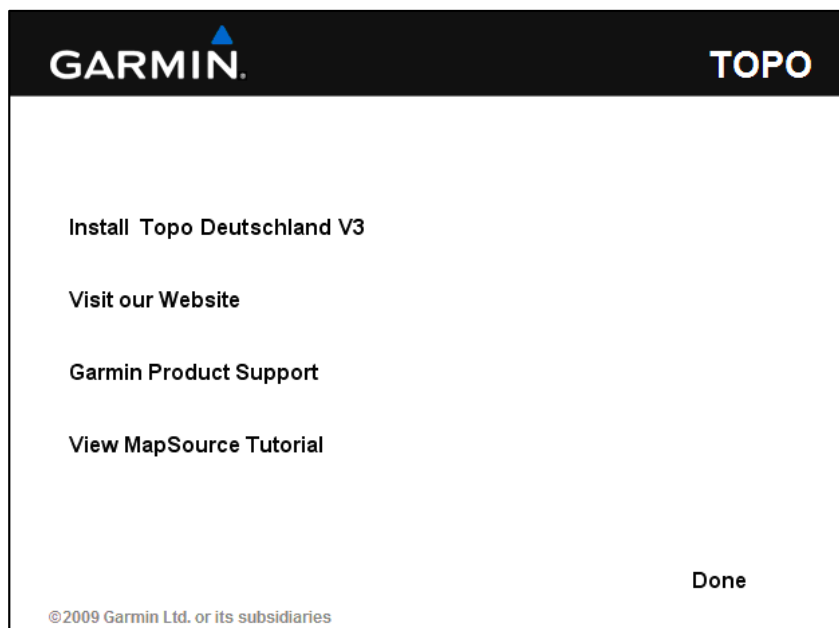 GARMIN.
TOPO
Install Topo Deutschland V3
Visit our Website
Garmin Product Support
View MapSource Tutorial
Done
©2009 Garmin Ltd. or its subsidiaries